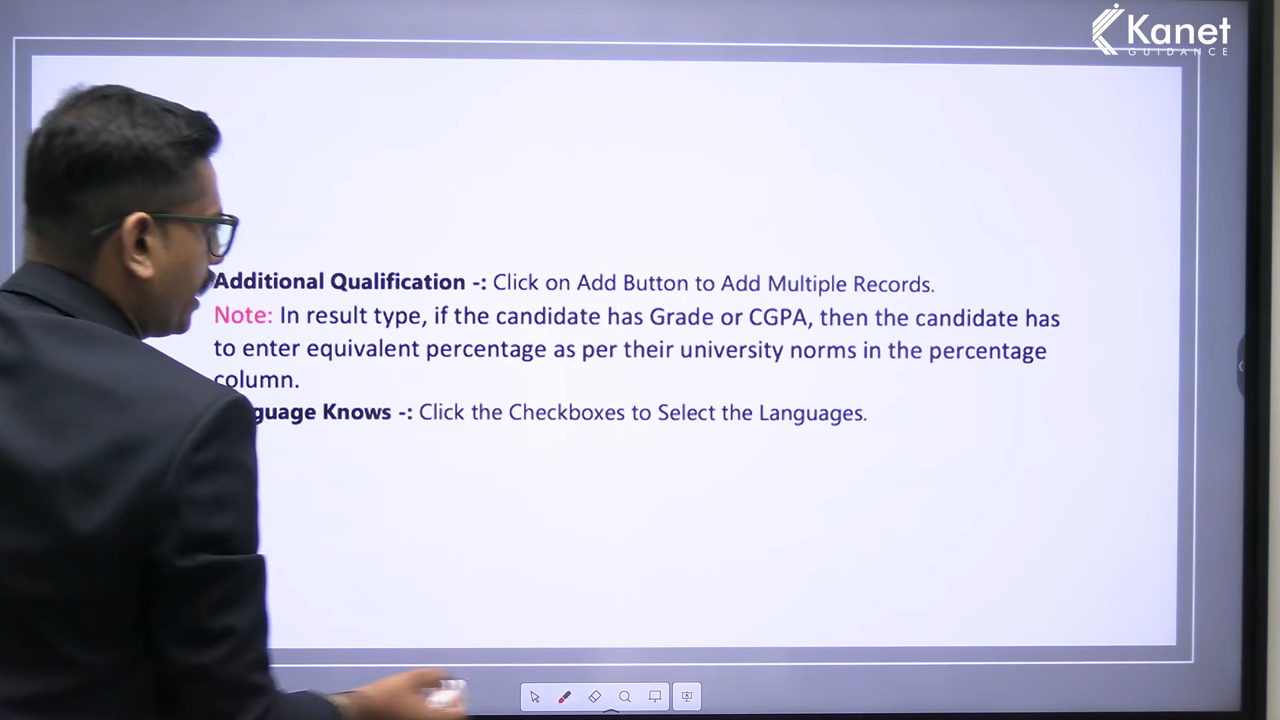 Kanet
GUIDANCE
Additional Qualification -: Click on Add Button to Add Multiple Records.
Note: In result type, if the candidate has Grade or CGPA, then the candidate has
to enter equivalent percentage as per their university norms in the percentage
column.
guage Knows -: Click the Checkboxes to Select the Languages.